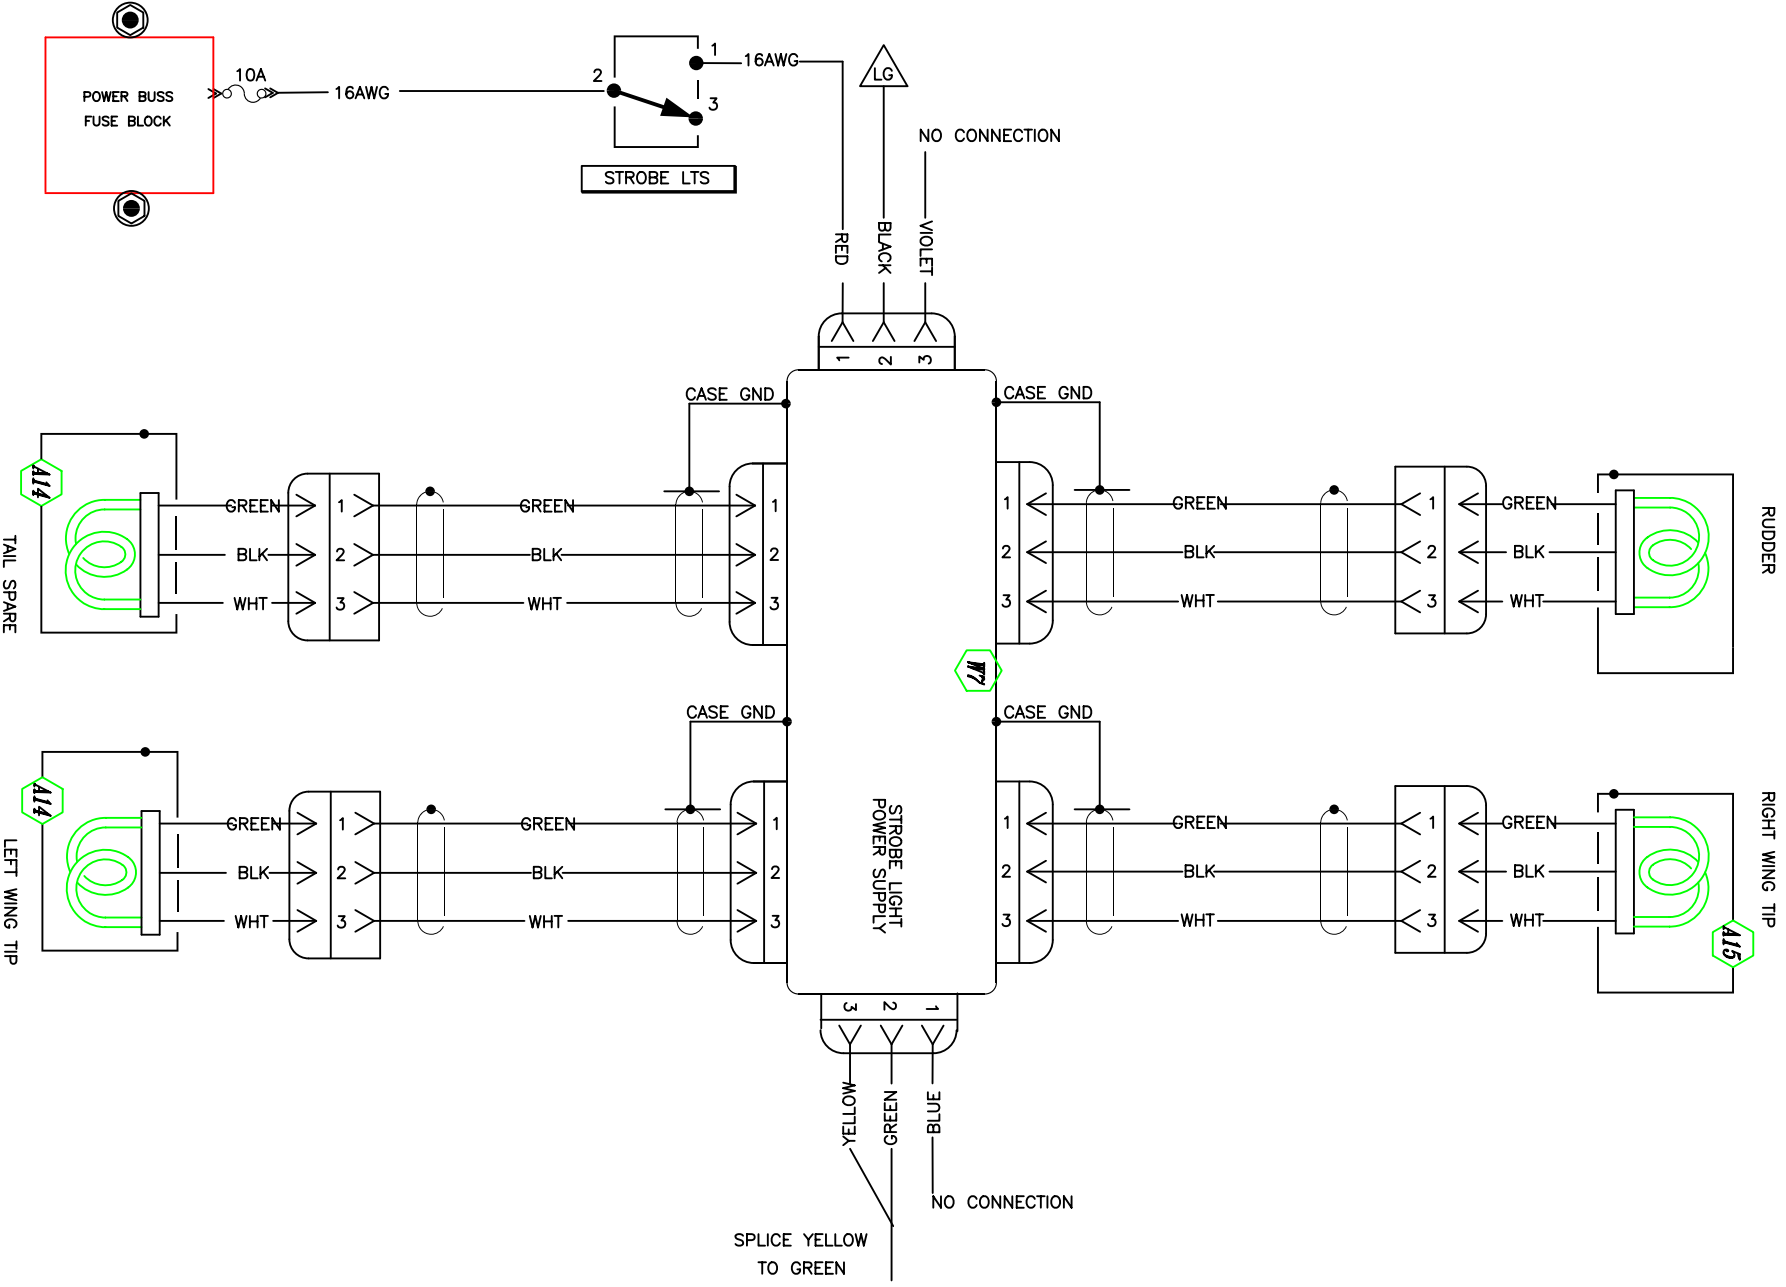 POWER BUSS
FUSE BLOCK
10A
16AWG
2
1
3
STROBE LTS
16AWG
LG
NO CONNECTION
RED
BLACK
VIOLET
1
2
3
CASE GND
CASE GND
A14
TAIL SPARE
GREEN
BLK
WHT
1
2
3
GREEN
BLK
WHT
1
2
3
1
2
3
GREEN
BLK
WHT
1
2
3
GREEN
BLK
WHT
RUDDER
W7
CASE GND
CASE GND
A14
LEFT WING TIP
GREEN
BLK
WHT
1
2
3
GREEN
BLK
WHT
1
2
3
STROBE LIGHT
POWER SUPPLY
1
2
3
GREEN
BLK
WHT
1
2
3
GREEN
BLK
WHT
RIGHT WING TIP
A15
3
2
1
YELLOW
GREEN
BLUE
NO CONNECTION
SPLICE YELLOW
TO GREEN